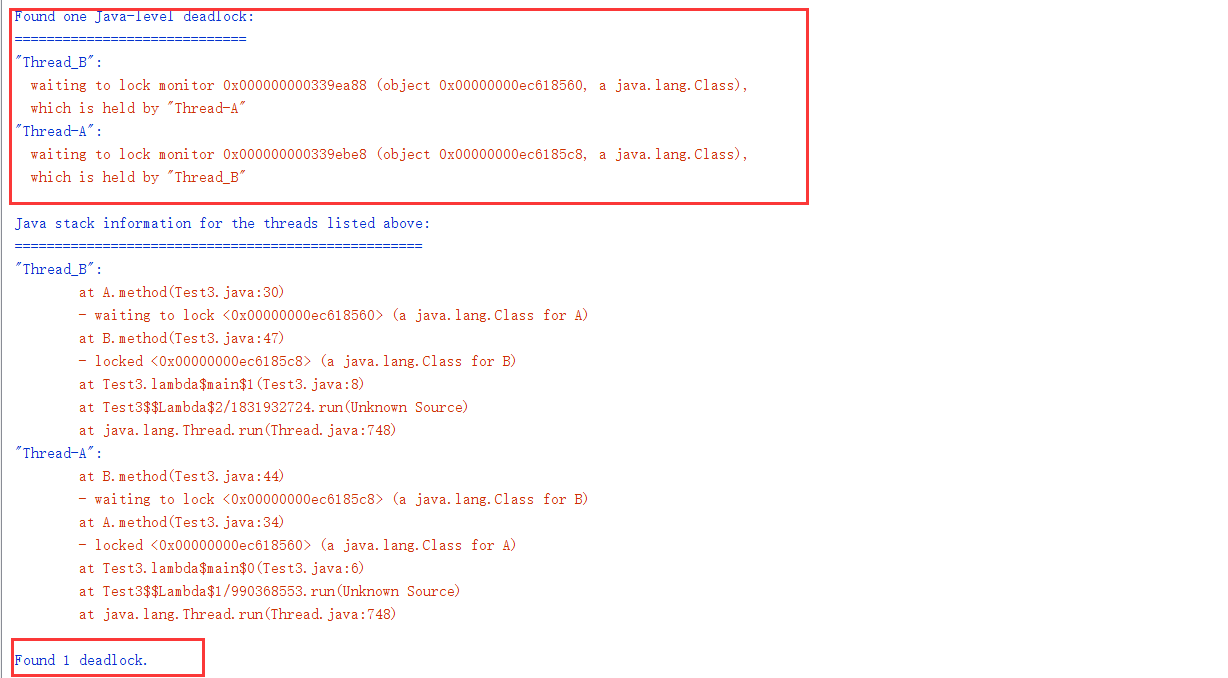 Found one Java-level deadlock:
=============================
"Thread_B":
  waiting to lock monitor 0x000000000339ea88 (object 0x00000000ec618560, a java.lang.Class),
  which is held by "Thread-A"
"Thread-A":
  waiting to lock monitor 0x000000000339ebe8 (object 0x00000000ec6185c8, a java.lang.Class),
  which is held by "Thread_B"
Java stack information for the threads listed above:
===================================================
"Thread_B":
        at A.method(Test3.java:30)
        - waiting to lock <0x00000000ec618560> (a java.lang.Class for A)
        at B.method(Test3.java:47)
        - locked <0x00000000ec6185c8> (a java.lang.Class for B)
        at Test3.lambda$main$1(Test3.java:8)
        at Test3$$Lambda$2/1831932724.run(Unknown Source)
        at java.lang.Thread.run(Thread.java:748)
"Thread-A":
        at B.method(Test3.java:44)
        - waiting to lock <0x00000000ec6185c8> (a java.lang.Class for B)
        at A.method(Test3.java:34)
        - locked <0x00000000ec618560> (a java.lang.Class for A)
        at Test3.lambda$main$0(Test3.java:6)
        at Test3$$Lambda$1/990368553.run(Unknown Source)
        at java.lang.Thread.run(Thread.java:748)
Found 1 deadlock.